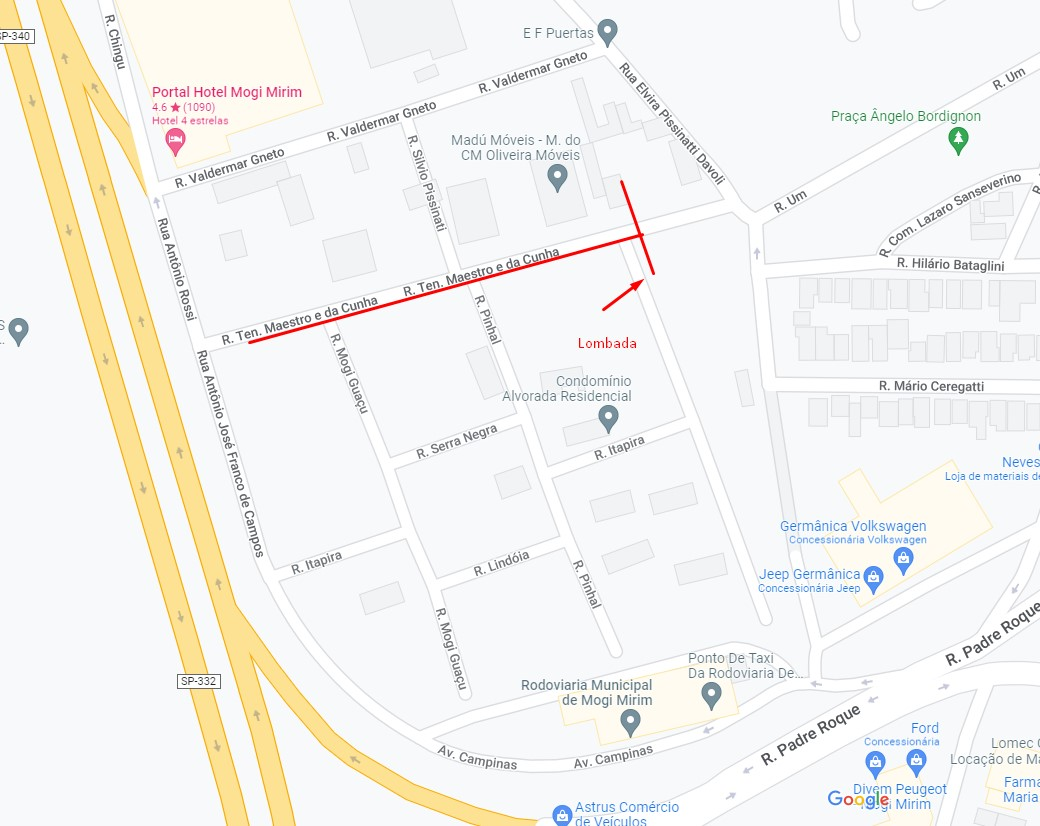 SP-340
R. Chingu
E F Puertas
R. Valdermar Gneto
Portal Hotel Mogi Mirim
4.6 ★ (1090)
Hotel 4 estrelas
R. Valdermar Gneto
R. Valdermar Gneto
Rua Elvira Pissinatti Davoli
R. Um
Praça Ângelo Bordignon
R. Silvio Pissinati
Madú Móveis - M. do
CM Oliveira Móveis
R. Um
R. Com. Lazaro Sanseverino
R.
Rua Antônio Rossi
R. Ten. Maestro e da Cunha
R. Ten. Maestro e da Cunha
R. Hilário Bataglini
R. Pinhal
Lombada
R. Mogi Guaçu
Rua Antônio José Franco de Campos
Condomínio
Alvorada Residencial
R. Mário Ceregatti
R. Serra Negra
R. Itapira
Neves
Loja de materiais de
Germânica Volkswagen
Concessionária Volkswagen
Jeep Germânica
Concessionária Jeep
R. Itapira
R. Lindóia
R. Pinhal
R. Mogi Guaçu
R. Padre Roque
SP-332
Ponto De Taxi
Da Rodoviaria De...
Rodoviaria Municipal
de Mogi Mirim
R. Padre Roque
Av. Campinas
Av. Campinas
Ford
Concessionária
Lomec
Locação de Má
Divem Peugeot
Mogi Mirim
Google
Farma
Maria
Astrus Comércio
de Veículos